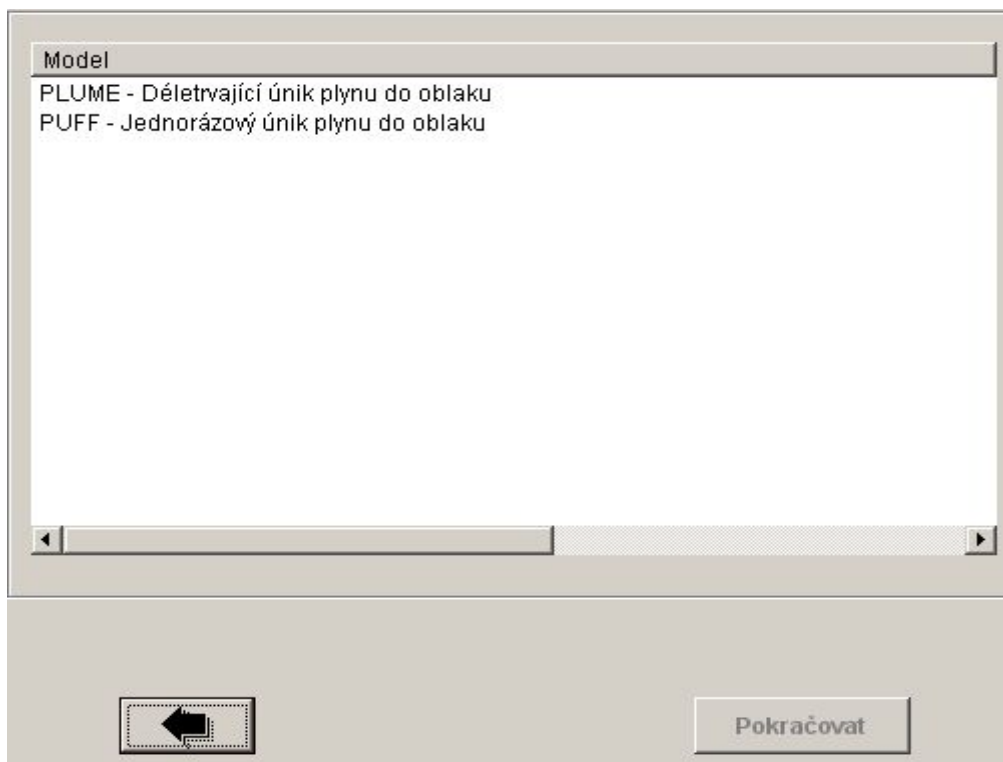 Model
PLUME - Déletrvající únik plynu do oblaku
PUFF - Jednorázový únik plynu do oblaku
Pokračovat